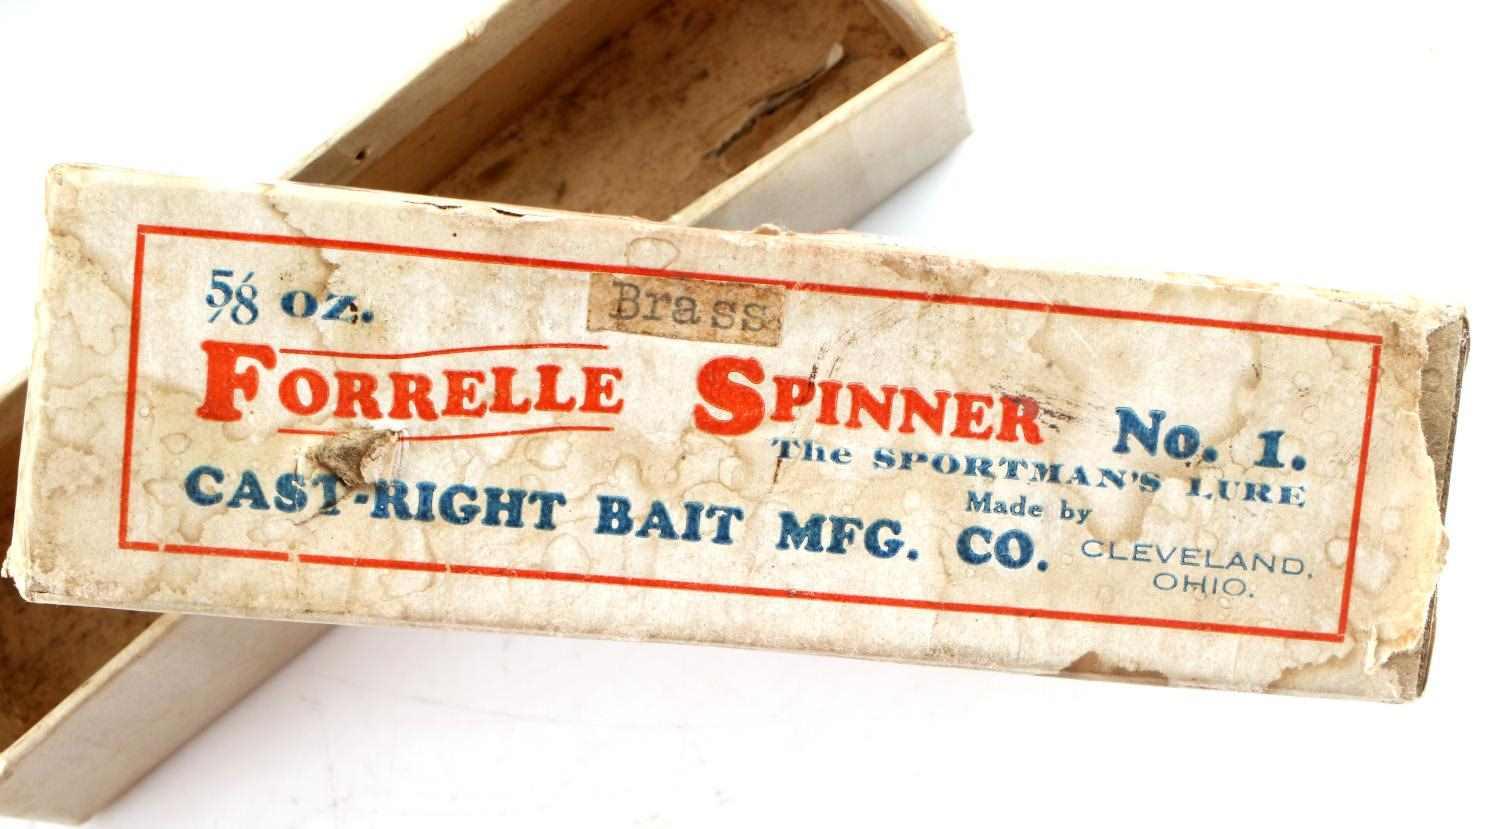 5/8 oz.
Brass
FORRELLE SPINNER No. 1.
The SPORTMAN'S LURE
Made by
CAST-RIGHT BAIT MFG. CO.
CLEVELAND,
OHIO.